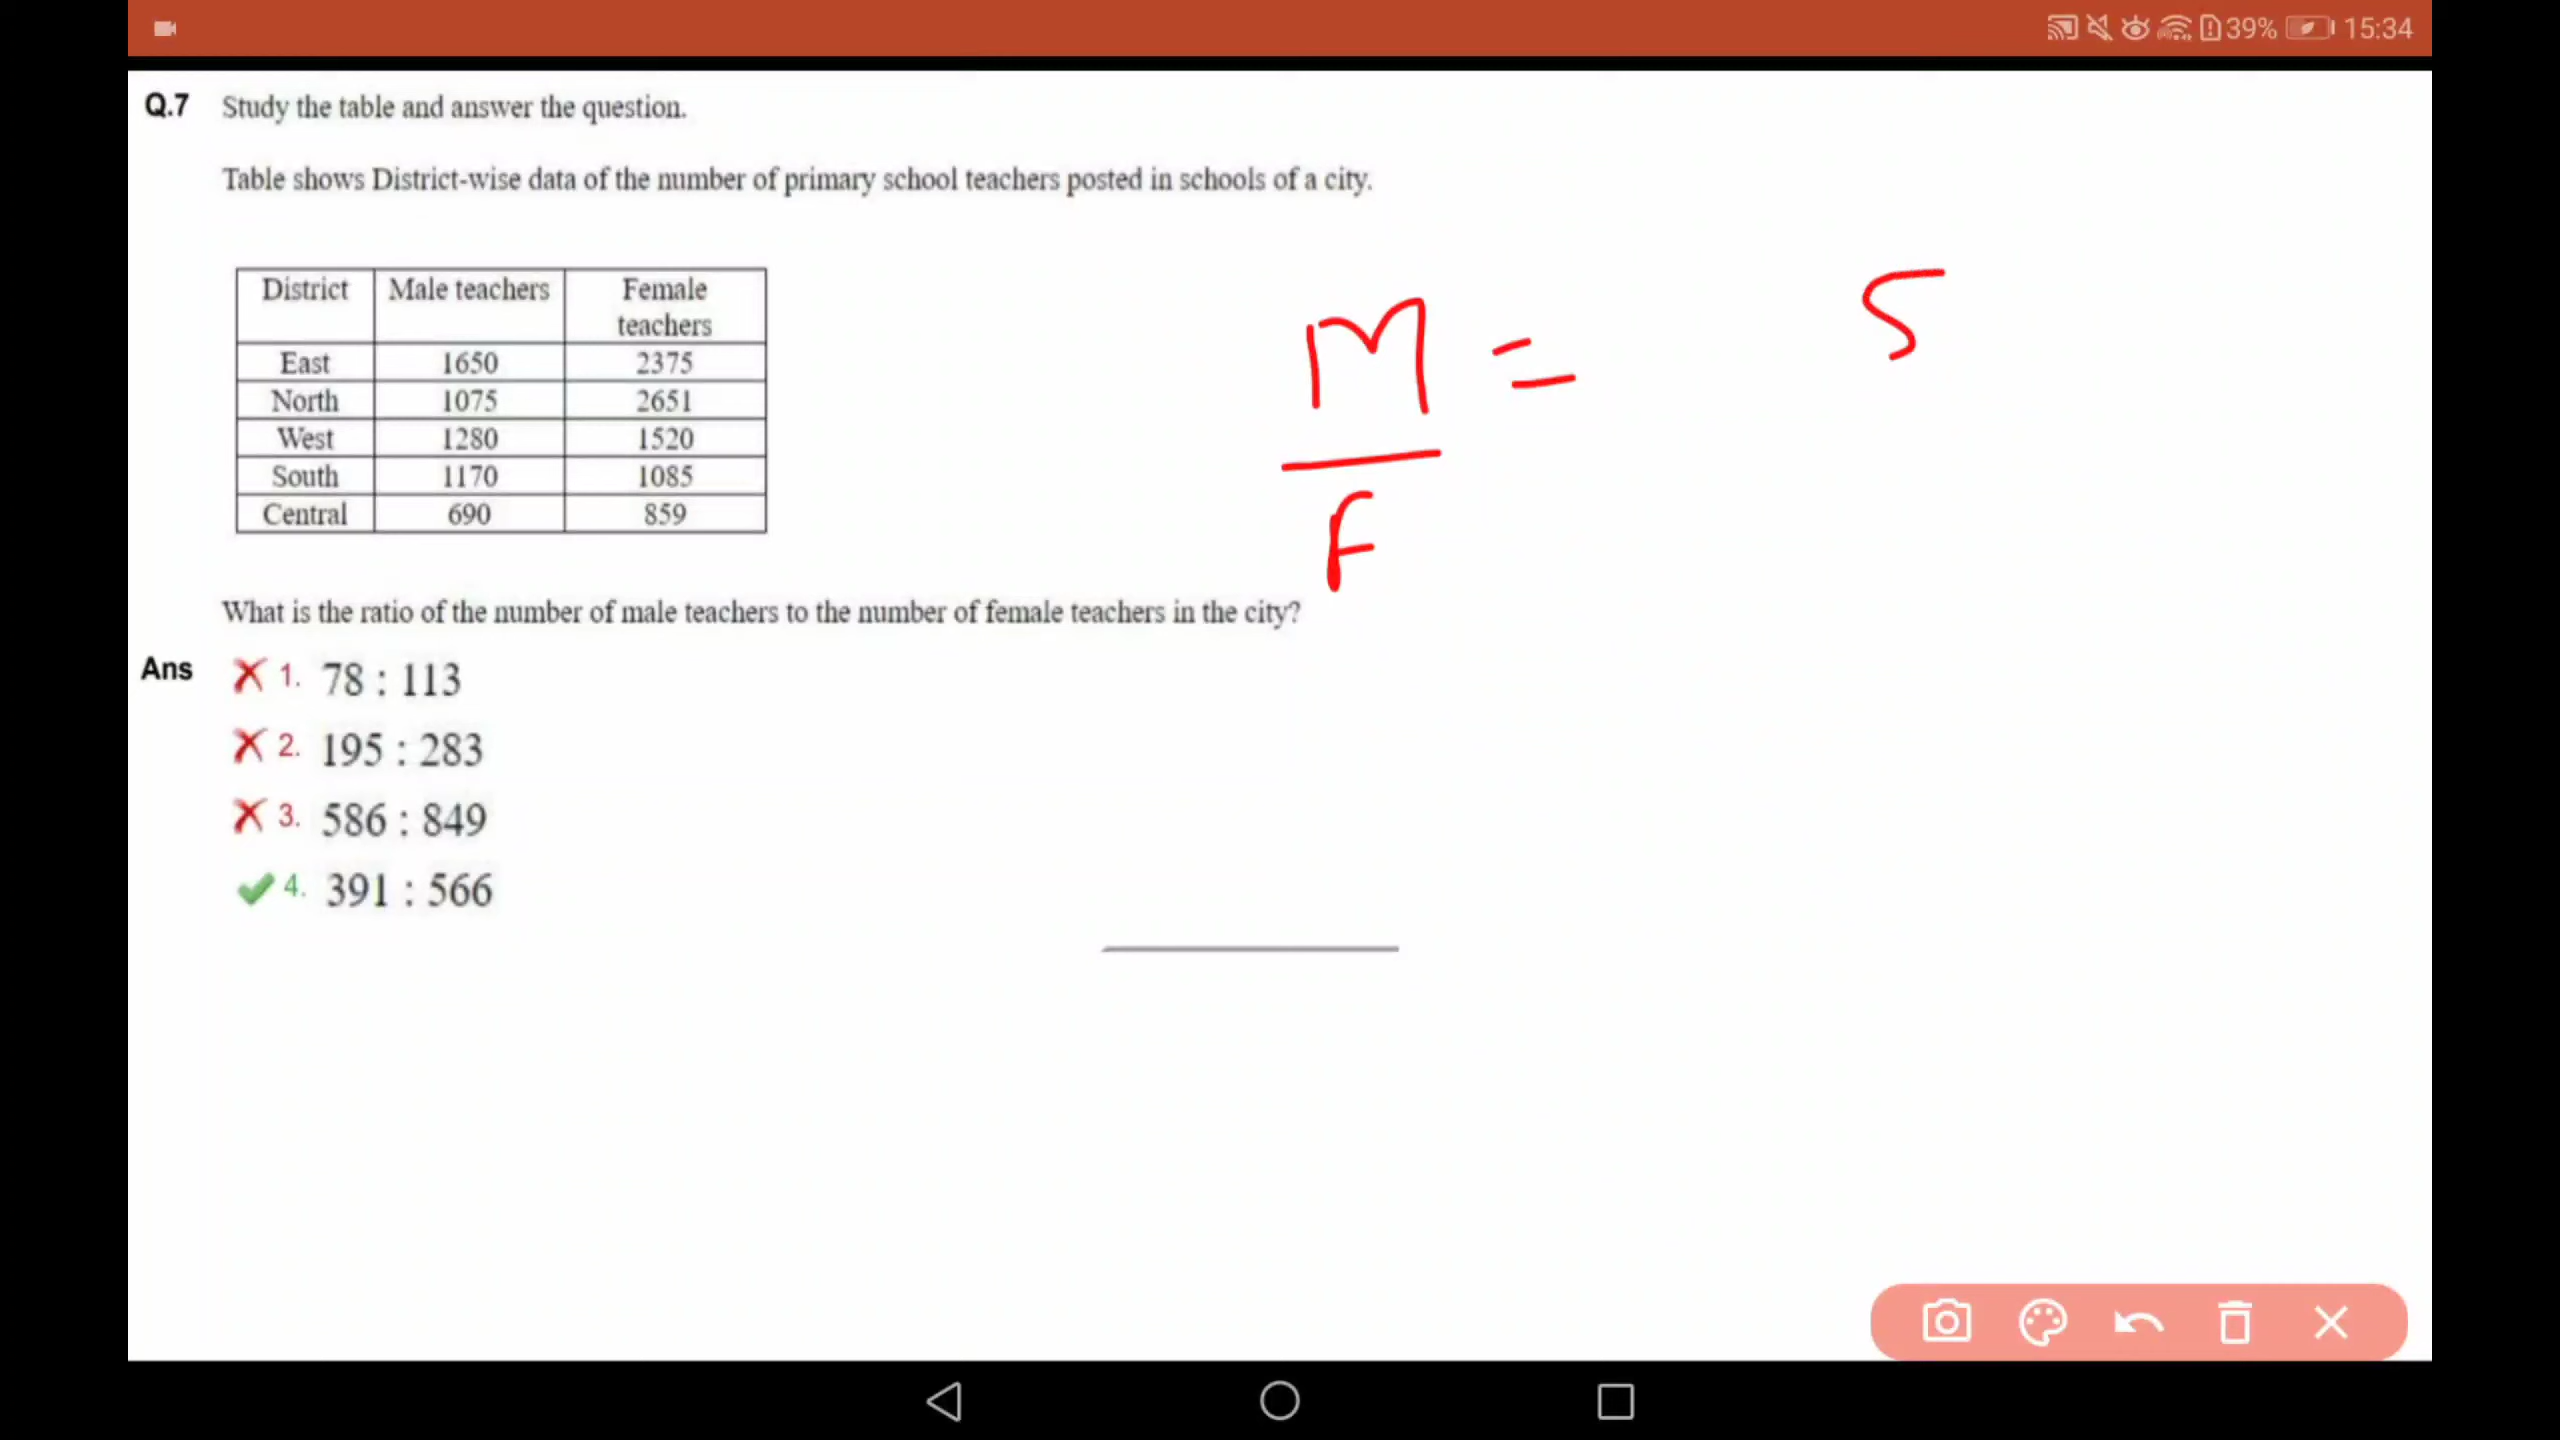 39% 15:34
Q.7 Study the table and answer the question.
Table shows District-wise data of the number of primary school teachers posted in schools of a city.
District Male teachers Female teachers
East 1650 2375
North 1075 2651
West 1280 1520
South 1170 1085
Central 690 859
M = 5
F
What is the ratio of the number of male teachers to the number of female teachers in the city?
Ans 1. 78 : 113
2. 195 : 283
3. 586 : 849
4. 391 : 566